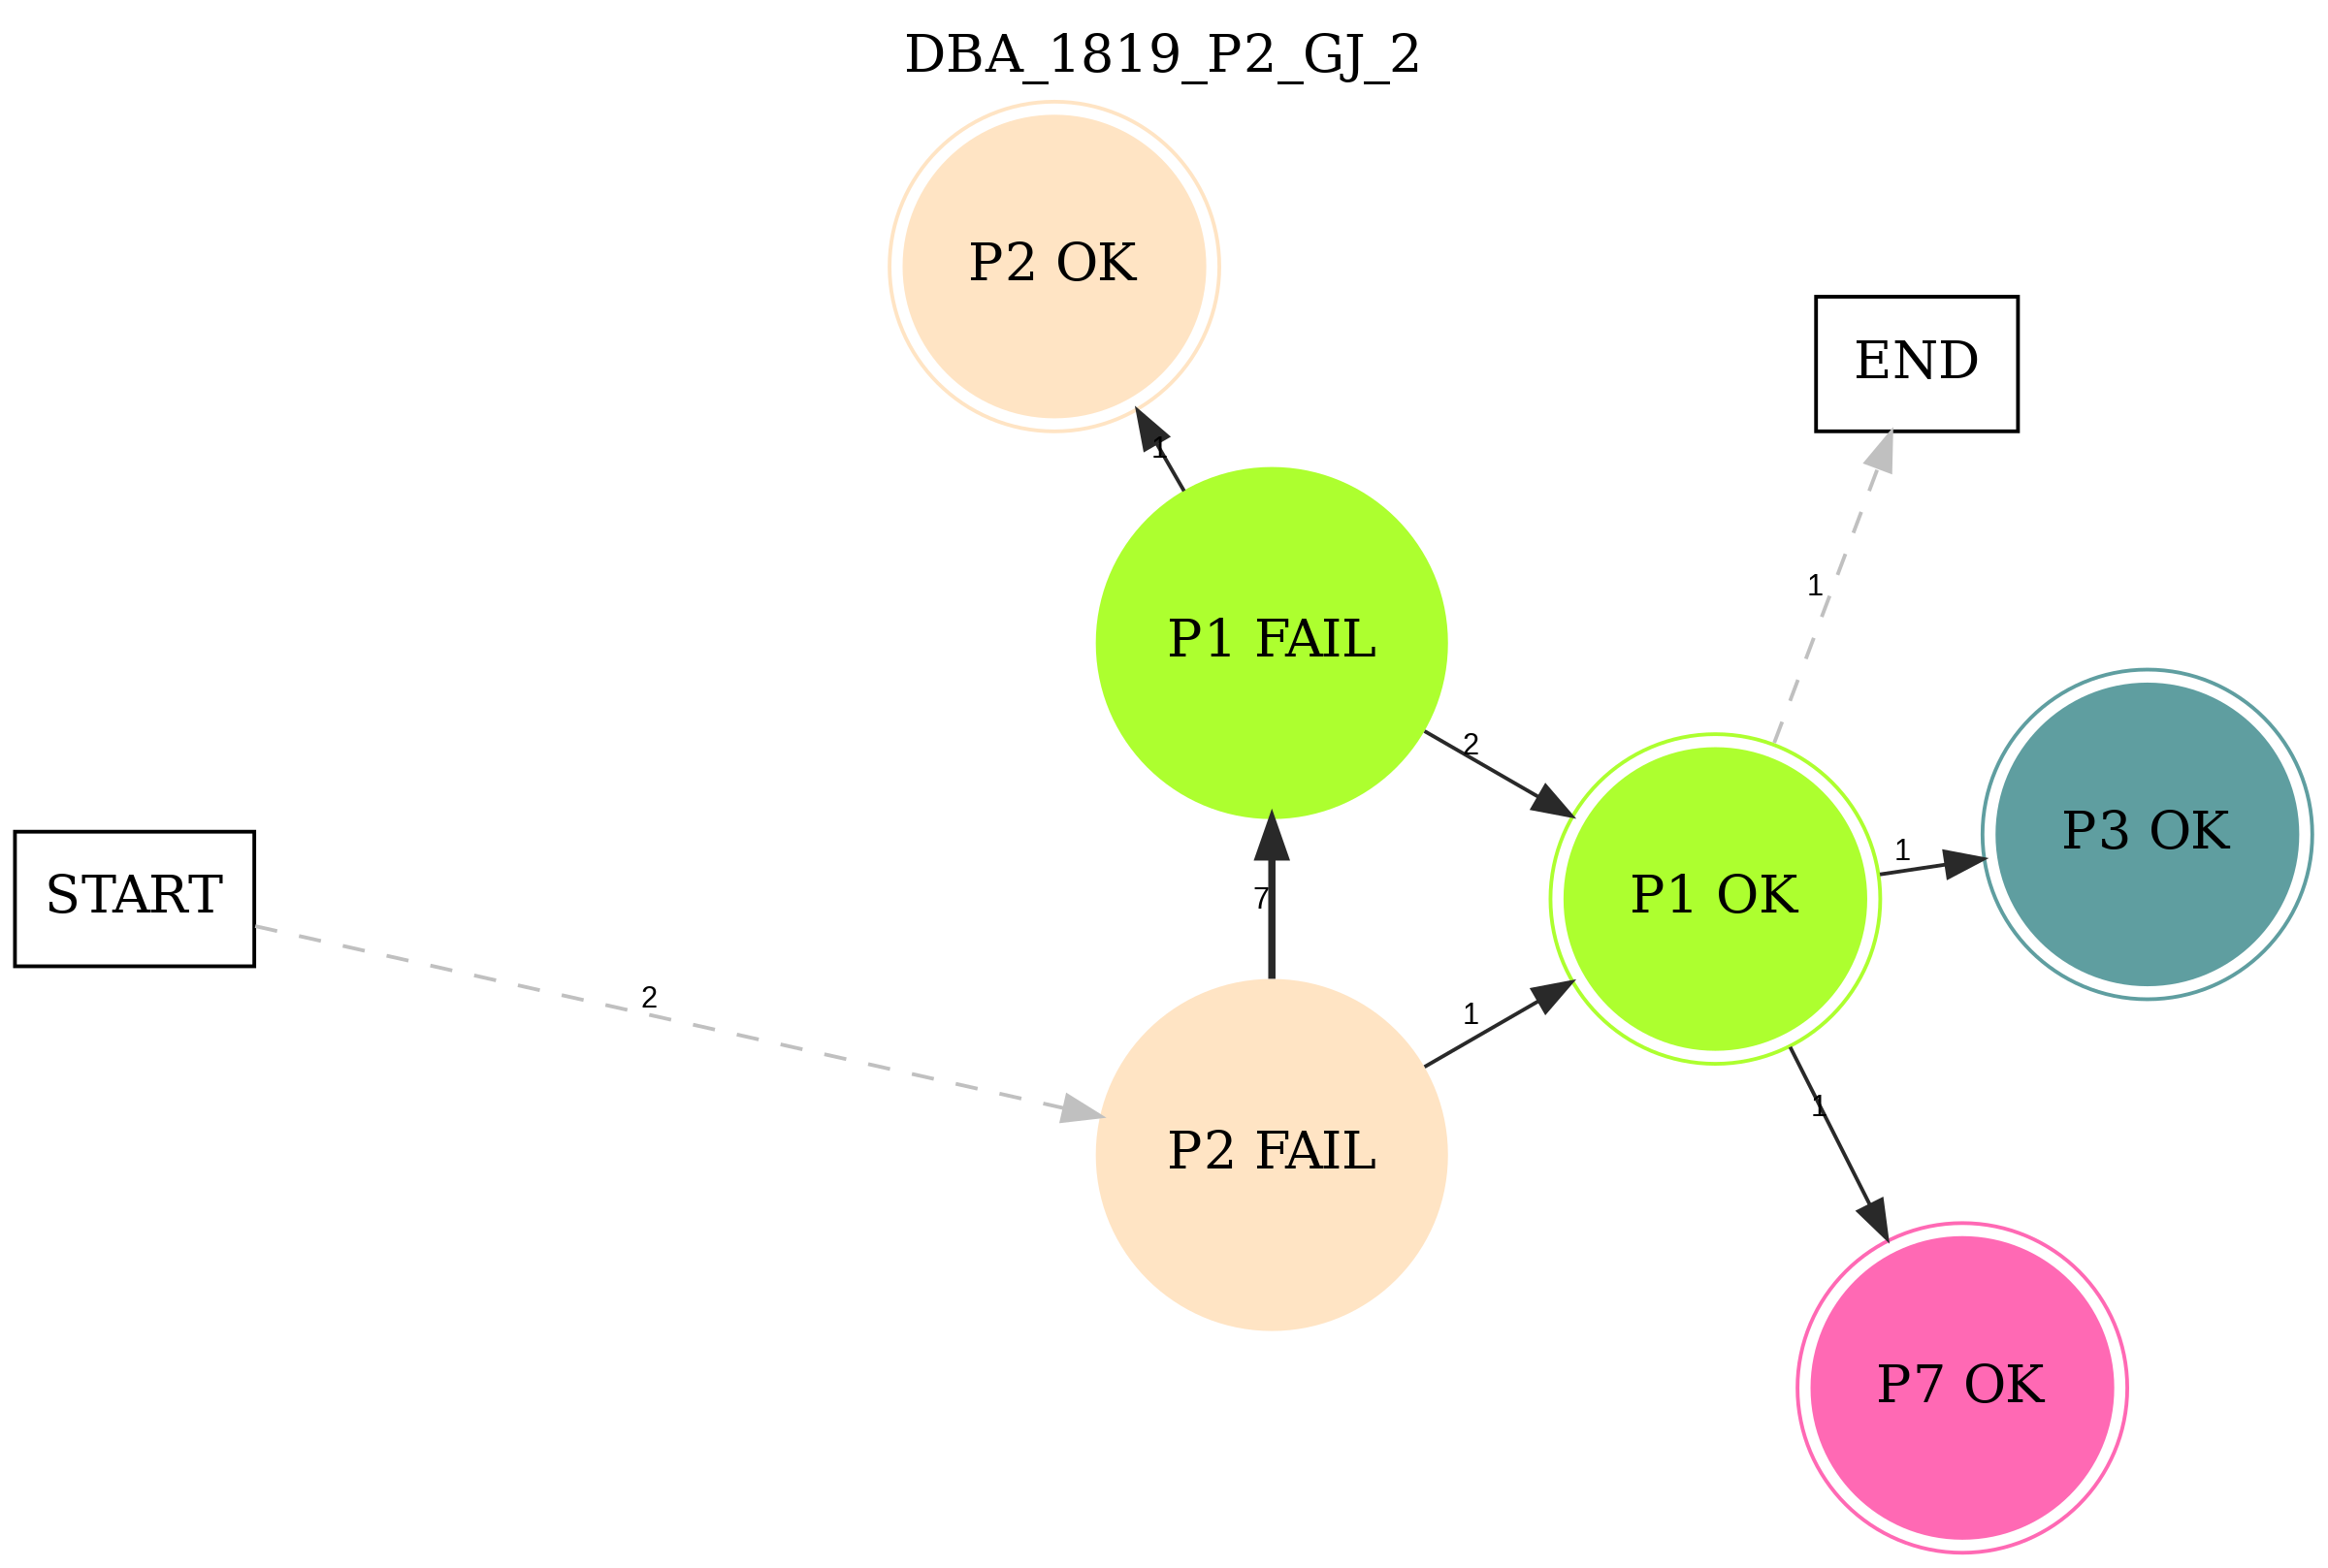 DBA_1819_P2_GJ_2
P2 OK
END
1
1
P1 FAIL
2
P3 OK
1
START
7
P1 OK
2
1
1
P2 FAIL
P7 OK